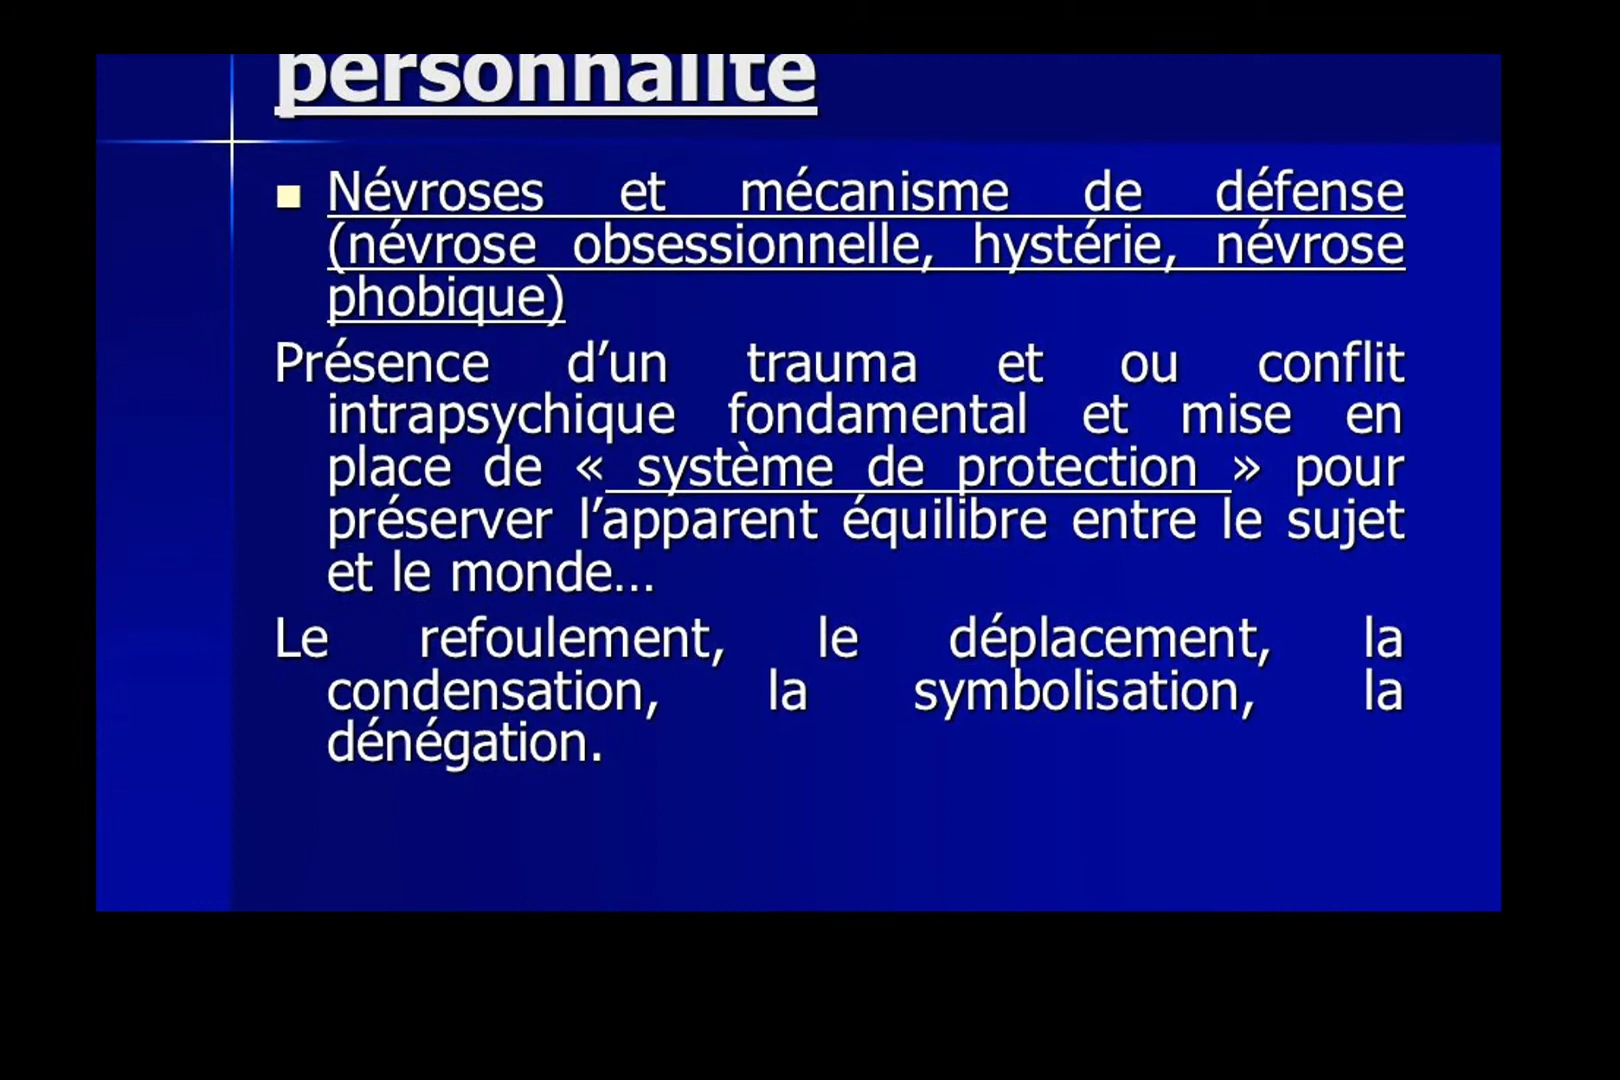 personnalité
Névroses et mécanisme de défense
(névrose obsessionnelle, hystérie, névrose
phobique)
Présence d’un trauma et ou conflit
intrapsychique fondamental et mise en
place de « système de protection » pour
préserver l’apparent équilibre entre le sujet
et le monde…
Le refoulement, le déplacement, la
condensation, la symbolisation, la
dénégation.